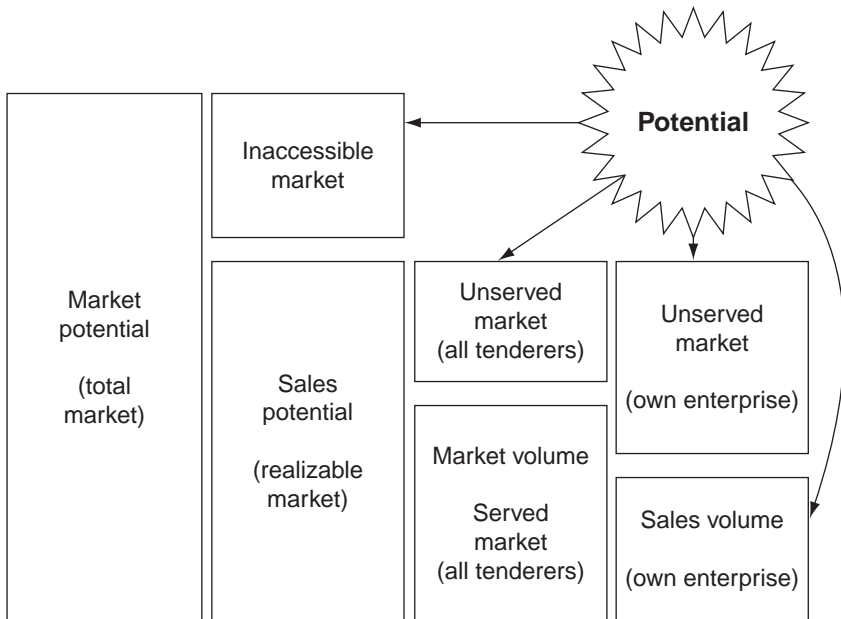 Potential
Inaccessible
market
Market
potential
(total
market)
Sales
potential
(realizable
market)
Unserved
market
(all tenderers)
Unserved
market
(own enterprise)
Market volume
Served
market
(all tenderers)
Sales volume
(own enterprise)